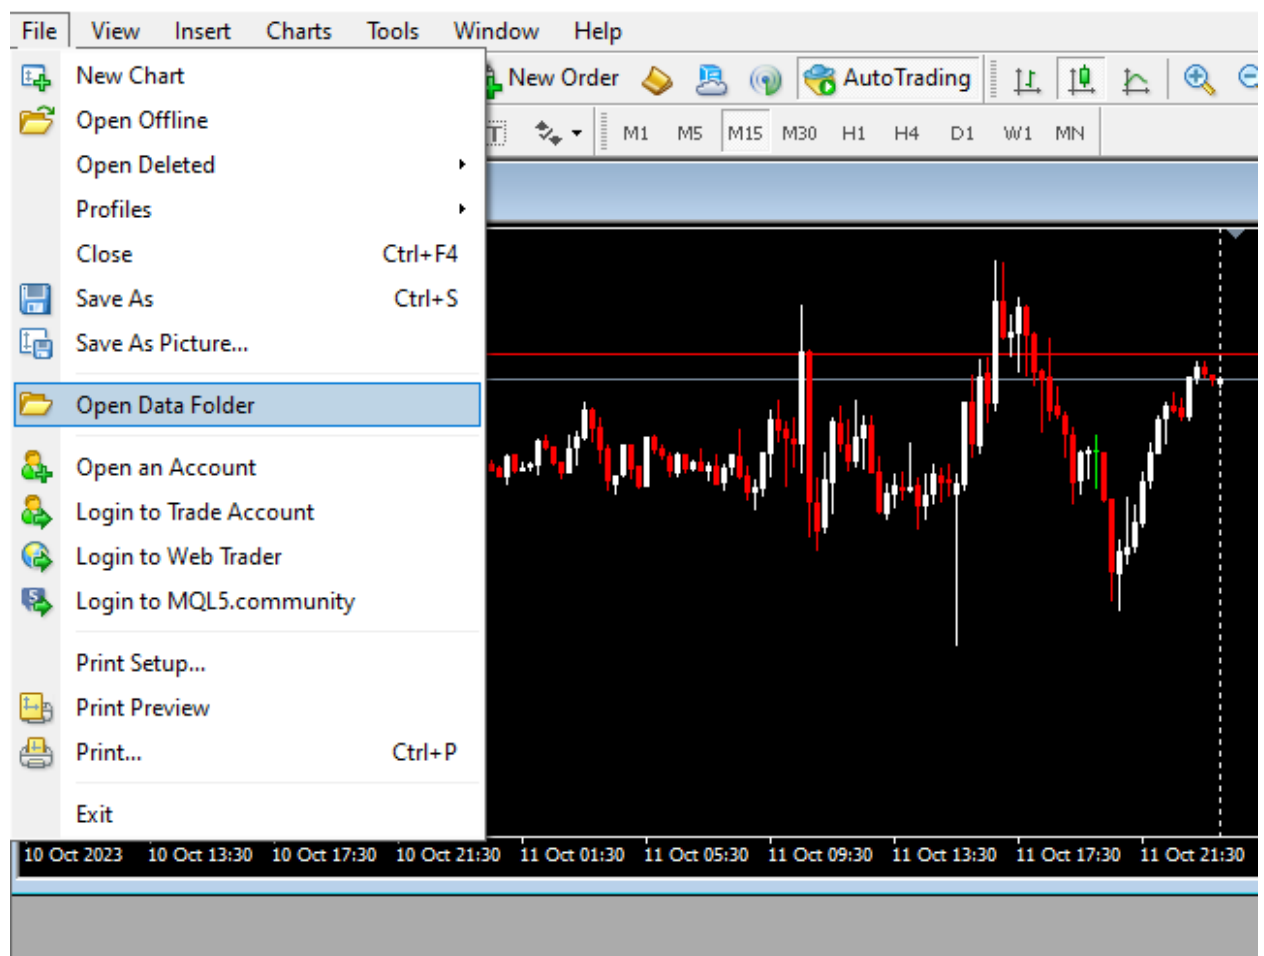 File View Insert Charts Tools Window Help
New Chart
New Order AutoTrading
Open Offline
T M1 M5 M15 M30 H1 H4 D1 W1 MN
Open Deleted
Profiles
Close Ctrl+F4
Save As Ctrl+S
Save As Picture...
Open Data Folder
Open an Account
Login to Trade Account
Login to Web Trader
Login to MQL5.community
Print Setup...
Print Preview
Print... Ctrl+P
Exit
10 Oct 2023 10 Oct 13:30 10 Oct 17:30 10 Oct 21:30 11 Oct 01:30 11 Oct 05:30 11 Oct 09:30 11 Oct 13:30 11 Oct 17:30 11 Oct 21:30